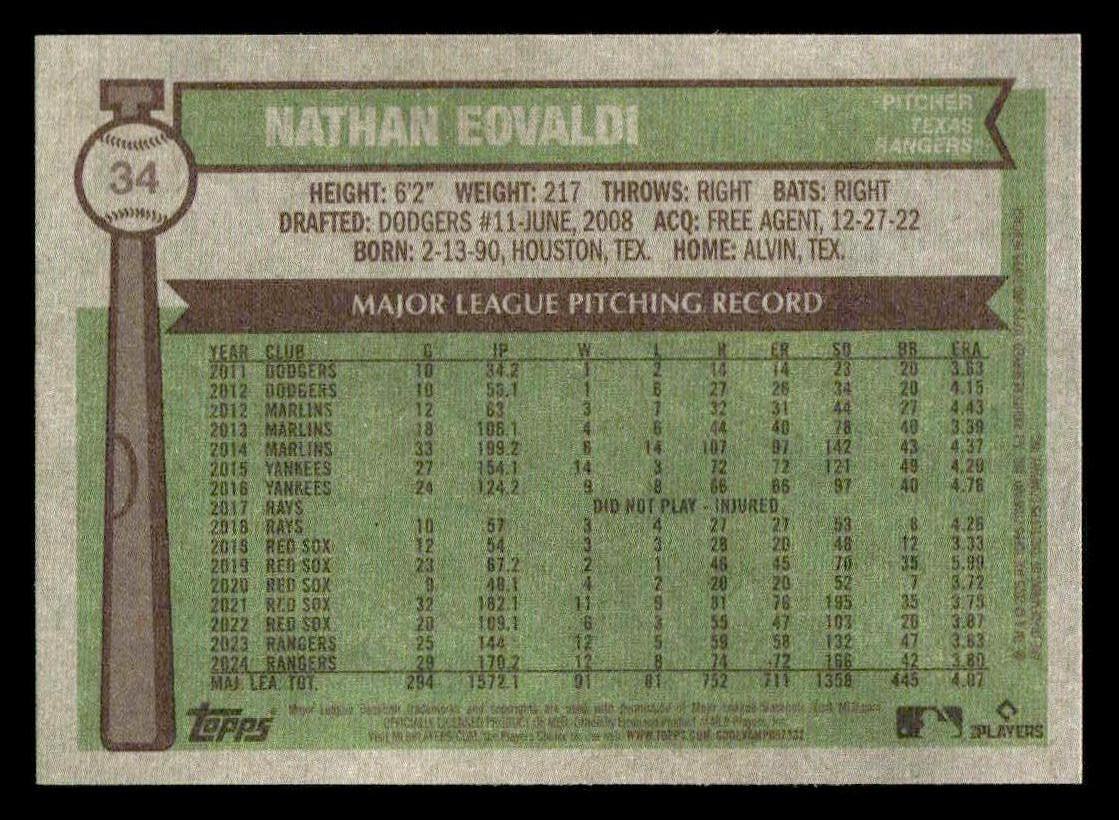 34
NATHAN EOVALDI
PITCHER
TEXAS
RANGERS
HEIGHT: 6'2" WEIGHT: 217 THROWS: RIGHT BATS: RIGHT
DRAFTED: DODGERS #11-JUNE, 2008 ACQ: FREE AGENT, 12-27-22
BORN: 2-13-90, HOUSTON, TEX. HOME: ALVIN, TEX.
MAJOR LEAGUE PITCHING RECORD
YEAR CLUB G IP W L R ER SO BB ERA
2011 DODGERS 10 34.2 1 2 14 14 23 20 3.63
2012 DODGERS 10 58.1 1 6 27 26 34 20 4.15
2012 MARLINS 12 63 3 7 32 31 44 27 4.43
2013 MARLINS 18 106.1 4 6 44 40 78 40 3.39
2014 MARLINS 33 199.2 6 14 107 97 142 43 4.37
2015 YANKEES 27 154.1 14 3 72 72 121 49 4.20
2016 YANKEES 24 124.2 9 8 66 66 97 40 4.76
2017 RAYS DID NOT PLAY - INJURED
2018 RAYS 10 57 3 4 27 27 53 8 4.26
RED SOX 12 54 3 3 28 20 48 12 3.33
2019 RED SOX 23 67.2 2 1 46 45 70 35 5.99
2020 RED SOX 9 48.1 4 2 20 20 52 7 3.72
2021 RED SOX 32 182.1 11 9 81 76 195 35 3.75
2022 RED SOX 20 109.1 6 3 55 47 103 20 3.87
2023 RANGERS 25 144 12 5 59 58 132 47 3.63
2024 RANGERS 29 170.2 12 8 74 72 166 42 3.80
MAJ. LEA. TOT. 294 1572.1 91 81 752 711 1358 445 4.07
Topps
PLAYERS